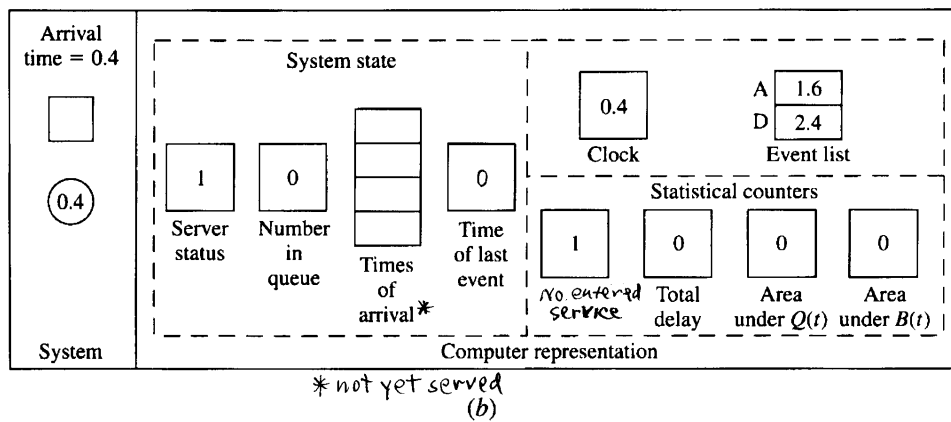 Arrival
time = 0.4
0.4
System
System state
1
Server
status
0
Number
in
queue
Times
of
arrival*
0
Time
of last
event
0.4
Clock
A 1.6
D 2.4
Event list
Statistical counters
1
No. entered
service
0
Total
delay
0
Area
under Q(t)
0
Area
under B(t)
Computer representation
* not yet served
(b)